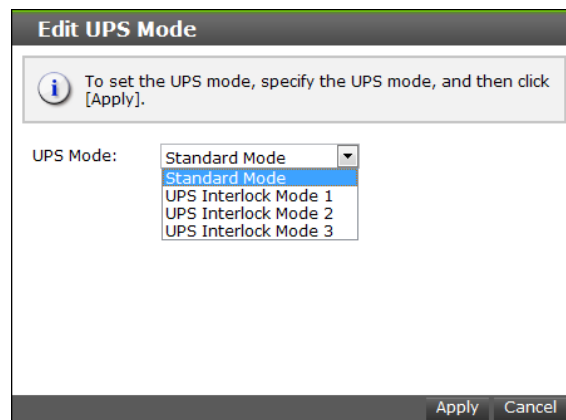 Edit UPS Mode
To set the UPS mode, specify the UPS mode, and then click
[Apply].
UPS Mode: Standard Mode
Standard Mode
UPS Interlock Mode 1
UPS Interlock Mode 2
UPS Interlock Mode 3
Apply Cancel